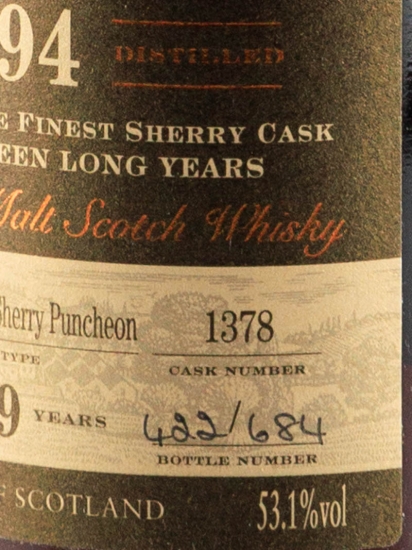 94 DISTILLED
E FINEST SHERRY CASK
EEN LONG YEARS
Malt Scotch Whisky
Sherry Puncheon 1378
TYPE CASK NUMBER
9 YEARS 422/684
BOTTLE NUMBER
F SCOTLAND 53.1%vol